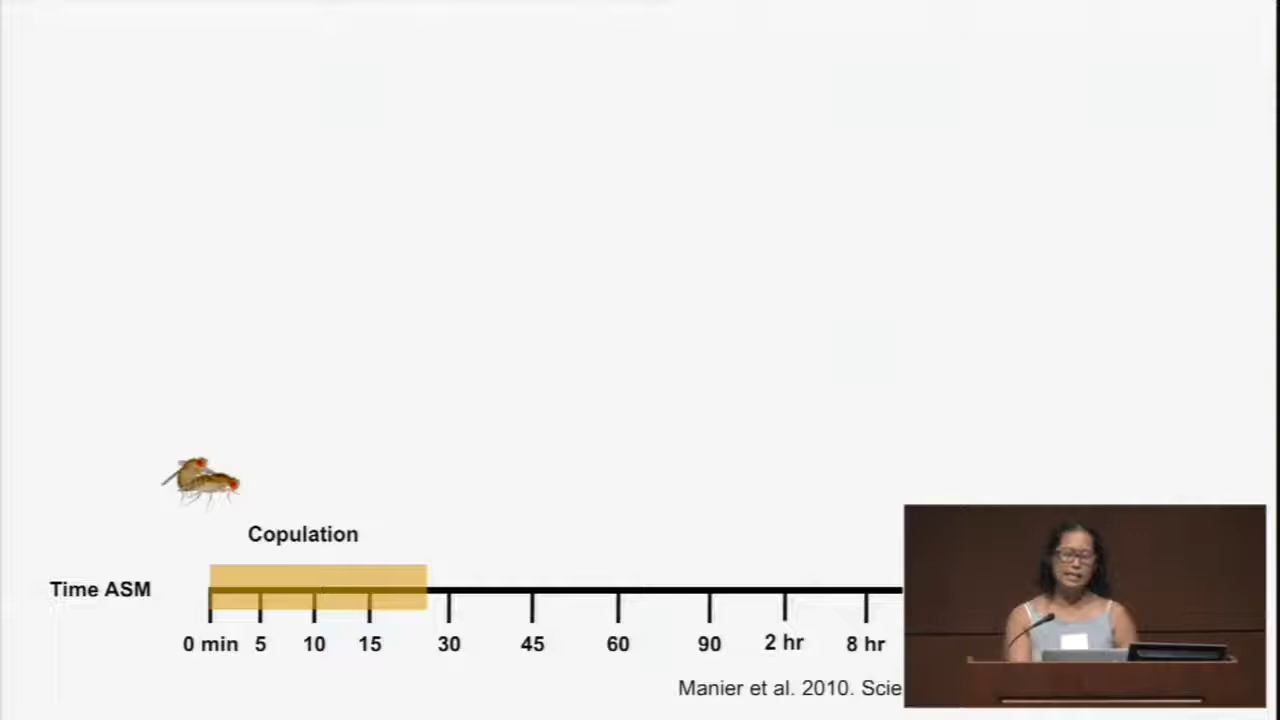 Copulation
Time ASM
0 min 5 10 15 30 45 60 90 2 hr 8 hr
Manier et al. 2010. Scie